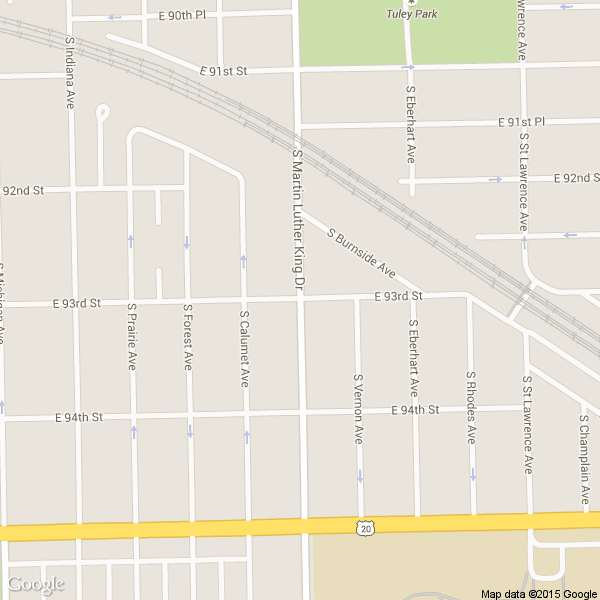 E 90th Pl
Tuley Park
S Indiana Ave
Lawrence Ave
E 91st St
S Eberhart Ave
E 91st Pl
S St Lawrence Ave
S Martin Luther King Dr
92nd St
E 92nd St
S Burnside Ave
S Michigan Ave
E 93rd St
E 93rd St
S Prairie Ave
S Forest Ave
S Calumet Ave
S Vernon Ave
S Eberhart Ave
S Rhodes Ave
S St Lawrence Ave
S Champlain Ave
E 94th St
E 94th St
20
Google
Map data ©2015 Google